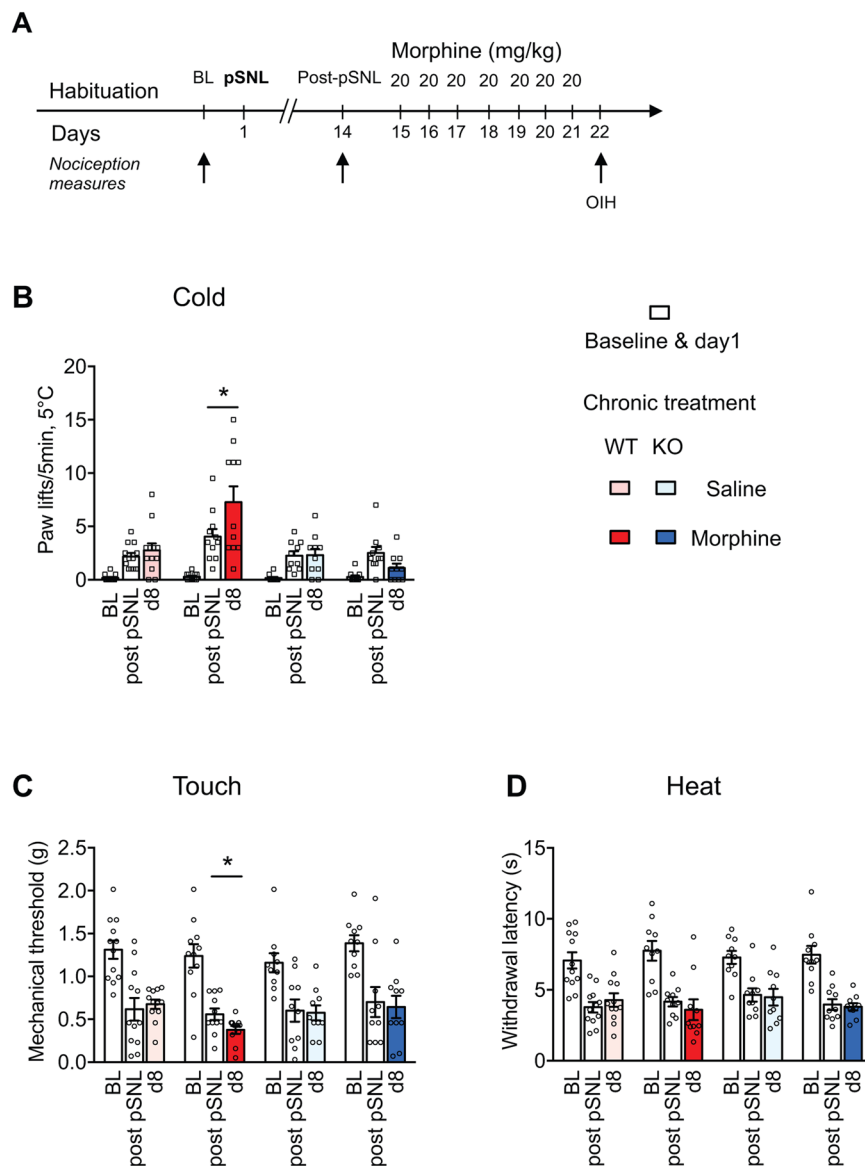 A
Morphine (mg/kg)
BL pSNL Post-pSNL 20 20 20 20 20 20 20
Habituation
Days 1 14 15 16 17 18 19 20 21 22
Nociception
measures
OIH
B
Cold
Baseline & day1
Chronic treatment
WT KO
Saline
Morphine
Paw lifts/5min, 5°C
20
15
10
5
0
*
BL post pSNL d8 BL post pSNL d8 BL post pSNL d8 BL post pSNL d8
C
Touch
Mechanical threshold (g)
2.5
2.0
1.5
1.0
0.5
0.0
*
BL post pSNL d8 BL post pSNL d8 BL post pSNL d8 BL post pSNL d8
D
Heat
Withdrawal latency (s)
15
10
5
0
BL post pSNL d8 BL post pSNL d8 BL post pSNL d8 BL post pSNL d8